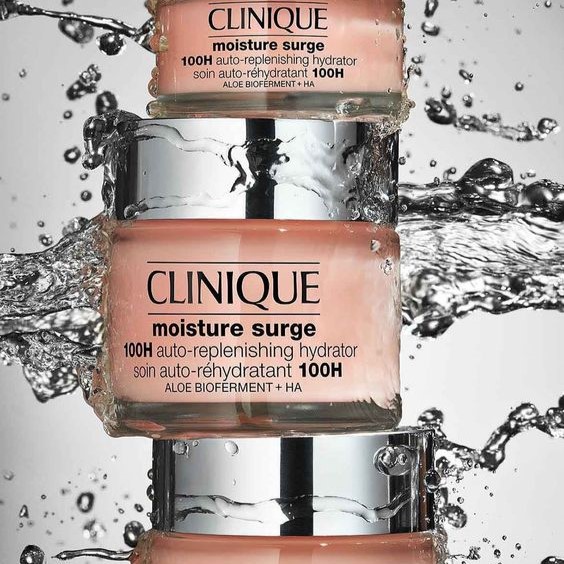 CLINIQUE
moisture surge
100H auto-replenishing hydrator
soin auto-réhydratant 100H
ALOE BIOFERMENT + HA
CLINIQUE
moisture surge
100H auto-replenishing hydrator
soin auto-réhydratant 100H
ALOE BIOFERMENT + HA